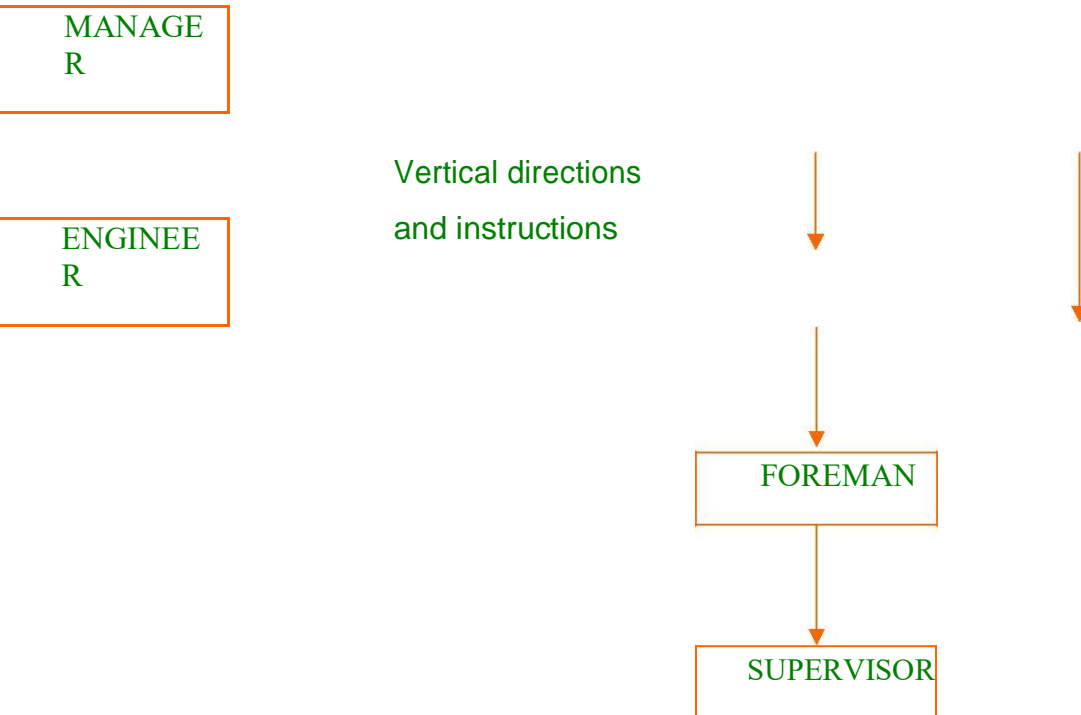 MANAGE
R
Vertical directions
and instructions
ENGINEE
R
FOREMAN
SUPERVISOR